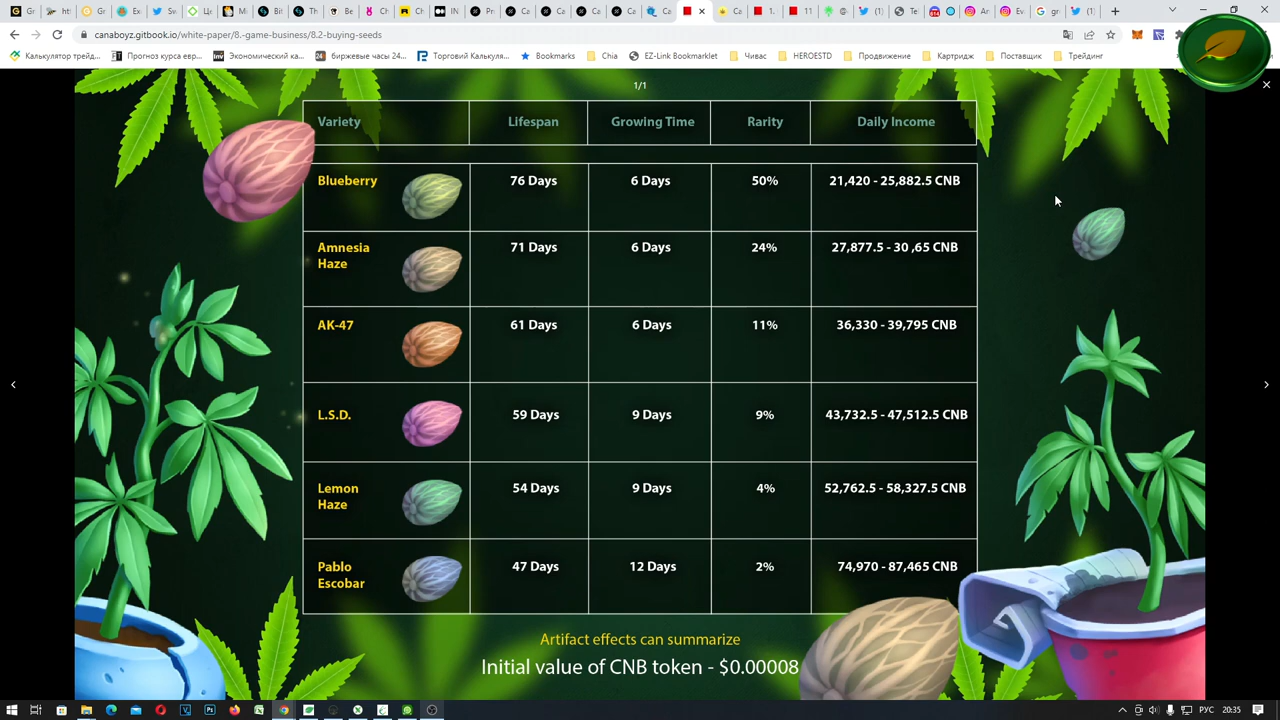 canaboyz.gitbook.io/white-paper/8.-game-business/8.2-buying-seeds
Калькулятор трейд...
Прогноз курса евр...
Экономический ка...
биржевые часы 24...
Торговий Калькуля...
Bookmarks
Chia
EZ-Link Bookmarklet
Чивас
HEROESTD
Продвижение
Картридж
Поставщик
Трейдинг
1/1
Variety Lifespan Growing Time Rarity Daily Income
Blueberry 76 Days 6 Days 50% 21,420 - 25,882.5 CNB
Amnesia
Haze 71 Days 6 Days 24% 27,877.5 - 30 ,65 CNB
AK-47 61 Days 6 Days 11% 36,330 - 39,795 CNB
L.S.D. 59 Days 9 Days 9% 43,732.5 - 47,512.5 CNB
Lemon
Haze 54 Days 9 Days 4% 52,762.5 - 58,327.5 CNB
Pablo
Escobar 47 Days 12 Days 2% 74,970 - 87,465 CNB
Artifact effects can summarize
Initial value of CNB token - $0.00008
РУС 20:35